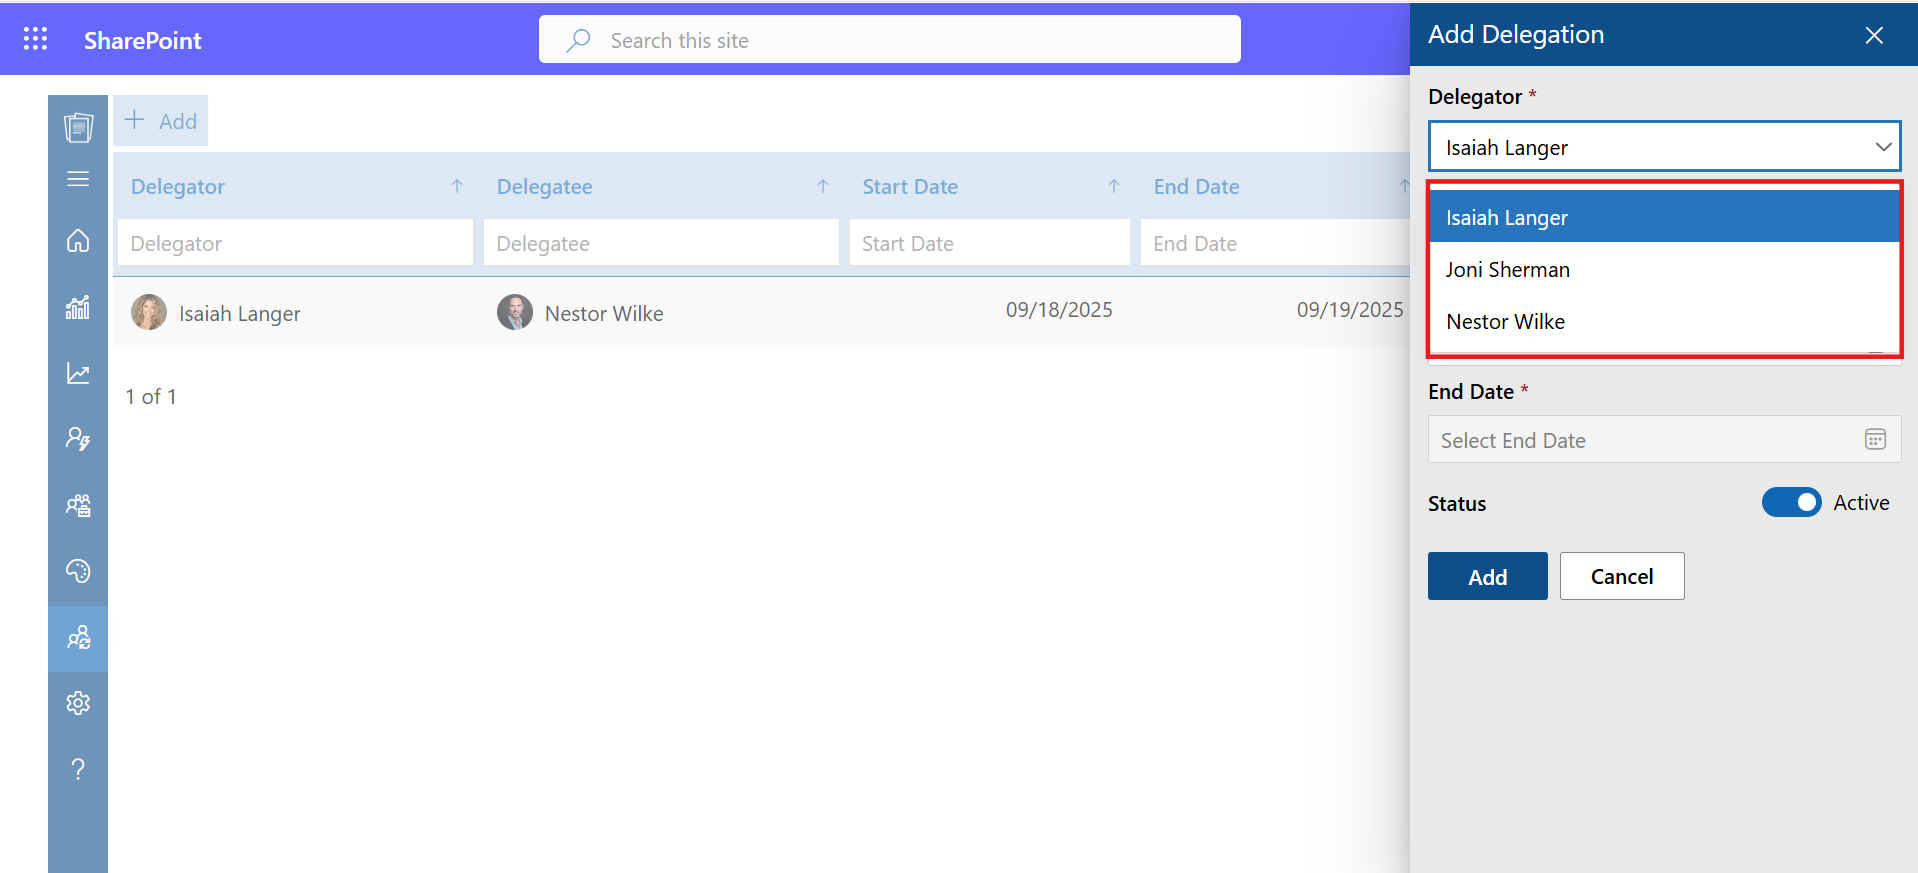 SharePoint
Search this site
Add Delegation
Add
Delegator
Delegatee
Start Date
End Date
Delegator
Delegatee
Start Date
End Date
Isaiah Langer
Nestor Wilke
09/18/2025
09/19/2025
1 of 1
Delegator *
Isaiah Langer
Isaiah Langer
Joni Sherman
Nestor Wilke
End Date *
Select End Date
Status
Active
Add
Cancel